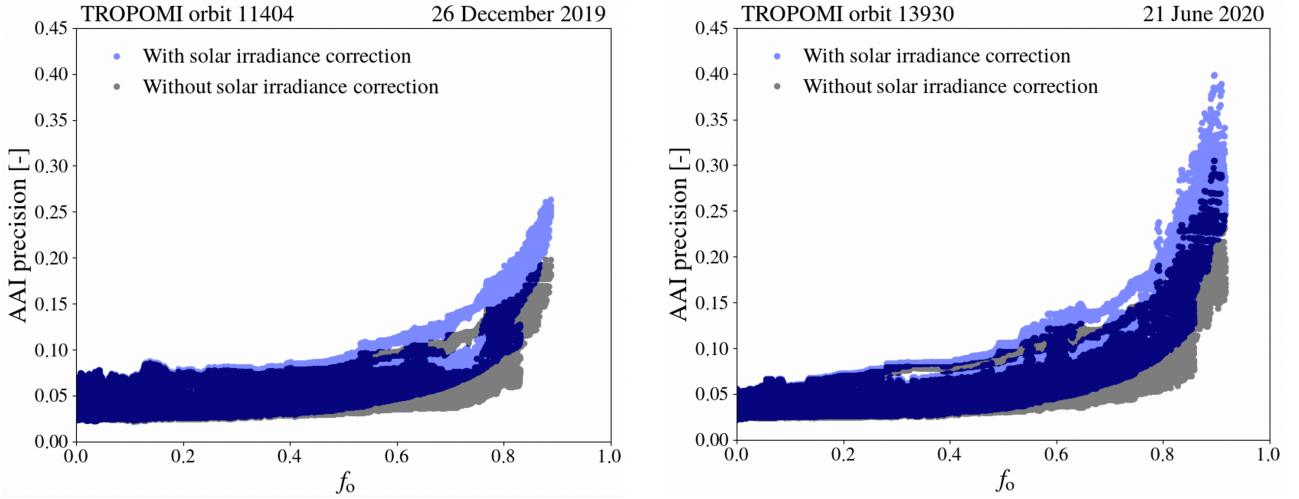 TROPOMI orbit 11404 26 December 2019
With solar irradiance correction
Without solar irradiance correction
AAI precision [-]
0.45
0.40
0.35
0.30
0.25
0.20
0.15
0.10
0.05
0.00
0.0 0.2 0.4 0.6 0.8 1.0
fo
TROPOMI orbit 13930 21 June 2020
With solar irradiance correction
Without solar irradiance correction
AAI precision [-]
0.45
0.40
0.35
0.30
0.25
0.20
0.15
0.10
0.05
0.00
0.0 0.2 0.4 0.6 0.8 1.0
fo